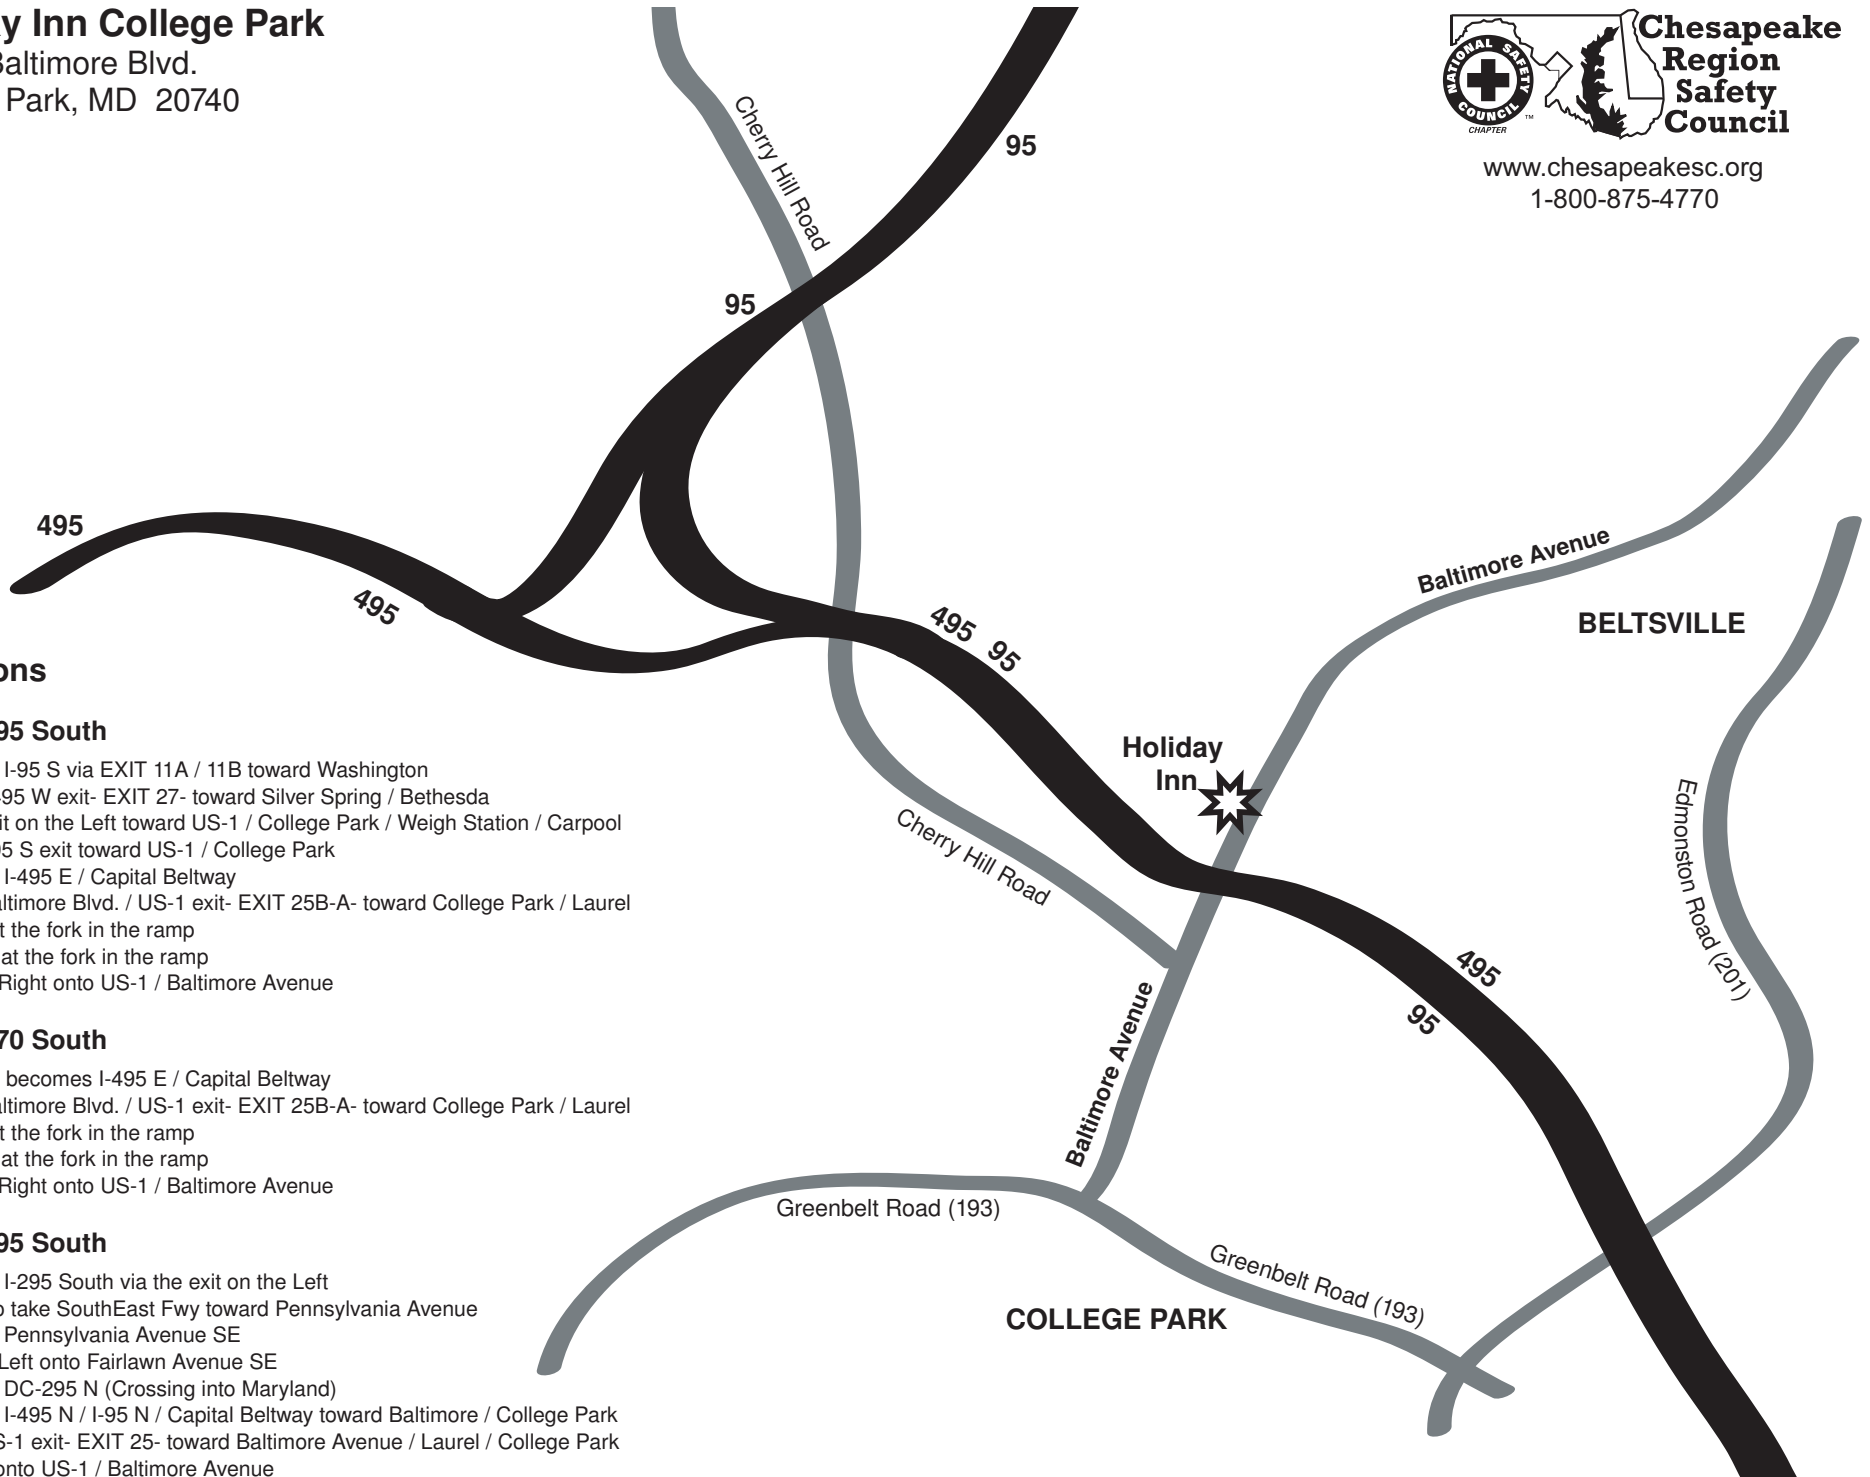 y Inn College Park
Baltimore Blvd.
Park, MD 20740
Chesapeake
Region
Safety
Council
NATIONAL SAFETY
COUNCIL
™
CHAPTER
www.chesapeakesc.org
1-800-875-4770
Cherry Hill Road
95
95
495
495
495 95
Baltimore Avenue
BELTSVILLE
Holiday
Inn
Cherry Hill Road
Edmonston Road (201)
495
95
Baltimore Avenue
Greenbelt Road (193)
Greenbelt Road (193)
COLLEGE PARK
ons
95 South
I-95 S via EXIT 11A / 11B toward Washington
95 W exit- EXIT 27- toward Silver Spring / Bethesda
it on the Left toward US-1 / College Park / Weigh Station / Carpool
95 S exit toward US-1 / College Park
I-495 E / Capital Beltway
altimore Blvd. / US-1 exit- EXIT 25B-A- toward College Park / Laurel
t the fork in the ramp
at the fork in the ramp
Right onto US-1 / Baltimore Avenue
70 South
becomes I-495 E / Capital Beltway
altimore Blvd. / US-1 exit- EXIT 25B-A- toward College Park / Laurel
t the fork in the ramp
at the fork in the ramp
Right onto US-1 / Baltimore Avenue
95 South
I-295 South via the exit on the Left
o take SouthEast Fwy toward Pennsylvania Avenue
Pennsylvania Avenue SE
Left onto Fairlawn Avenue SE
DC-295 N (Crossing into Maryland)
I-495 N / I-95 N / Capital Beltway toward Baltimore / College Park
S-1 exit- EXIT 25- toward Baltimore Avenue / Laurel / College Park
onto US-1 / Baltimore Avenue